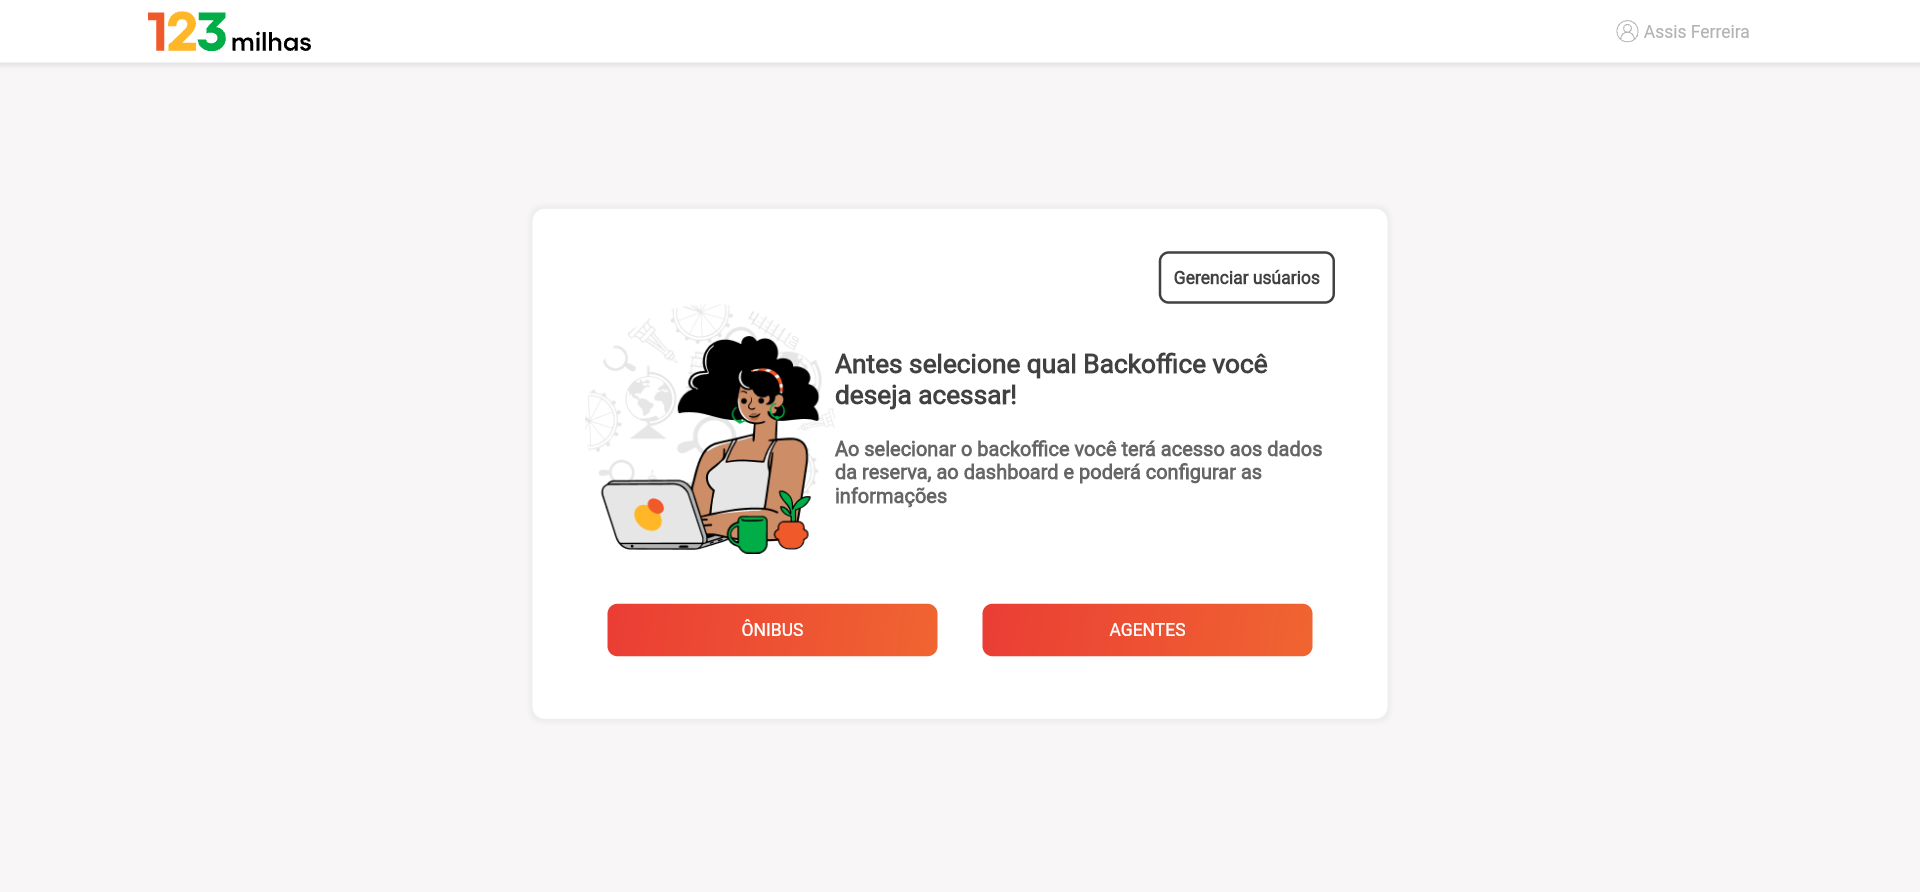 123 milhas
Assis Ferreira
Gerenciar usúarios
Antes selecione qual Backoffice você
deseja acessar!
Ao selecionar o backoffice você terá acesso aos dados
da reserva, ao dashboard e poderá configurar as
informações
ÔNIBUS
AGENTES